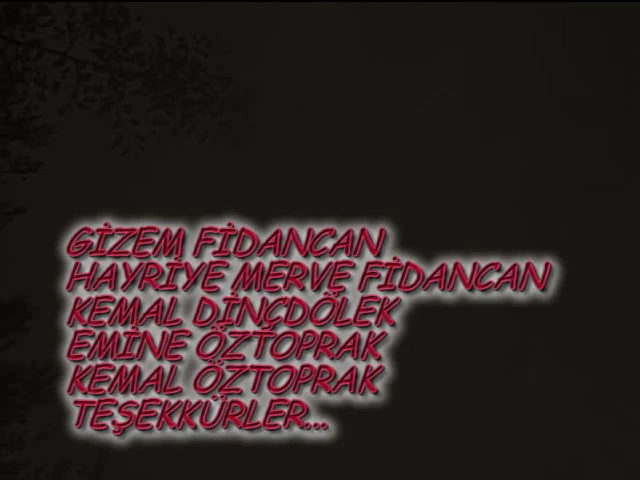 GİZEM FİDANCAN
HAYRİYE MERVE FİDANCAN
KEMAL DİNÇDÖLEK
EMİNE ÖZTOPRAK
KEMAL ÖZTOPRAK
TEŞEKKÜRLER...